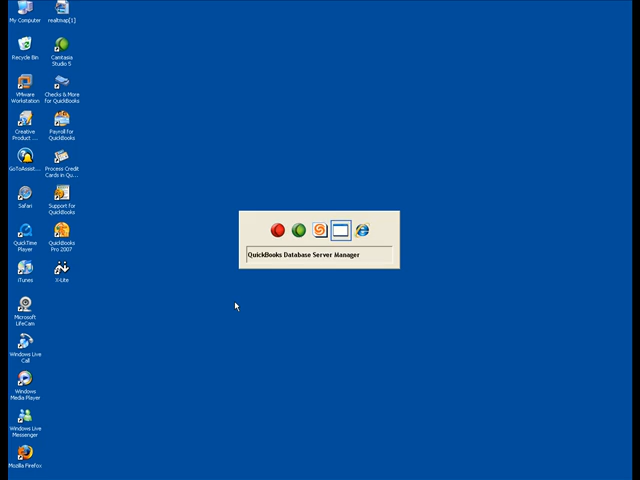 My Computer
realtmap[1]
Recycle Bin
Camtasia
Studio 5
VMware
Workstation
Checks & More
for QuickBooks
Creative
Product ...
Payroll for
QuickBooks
GoToAssist...
Process Credit
Cards in Qu...
Safari
Support for
QuickBooks
QuickTime
Player
QuickBooks
Pro 2007
iTunes
X-Lite
Microsoft
LifeCam
Windows Live
Call
Windows
Media Player
Windows Live
Messenger
Mozilla Firefox
QuickBooks Database Server Manager